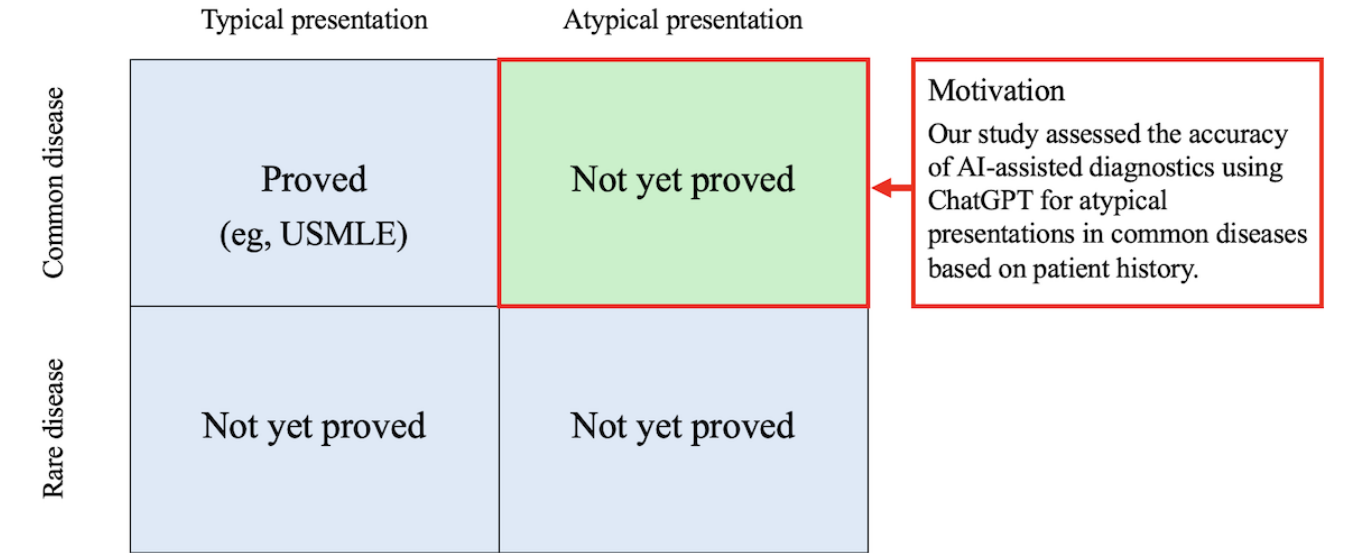 Typical presentation
Atypical presentation
Common disease
Proved
(eg, USMLE)
Not yet proved
Motivation
Our study assessed the accuracy
of AI-assisted diagnostics using
ChatGPT for atypical
presentations in common diseases
based on patient history.
Rare disease
Not yet proved
Not yet proved